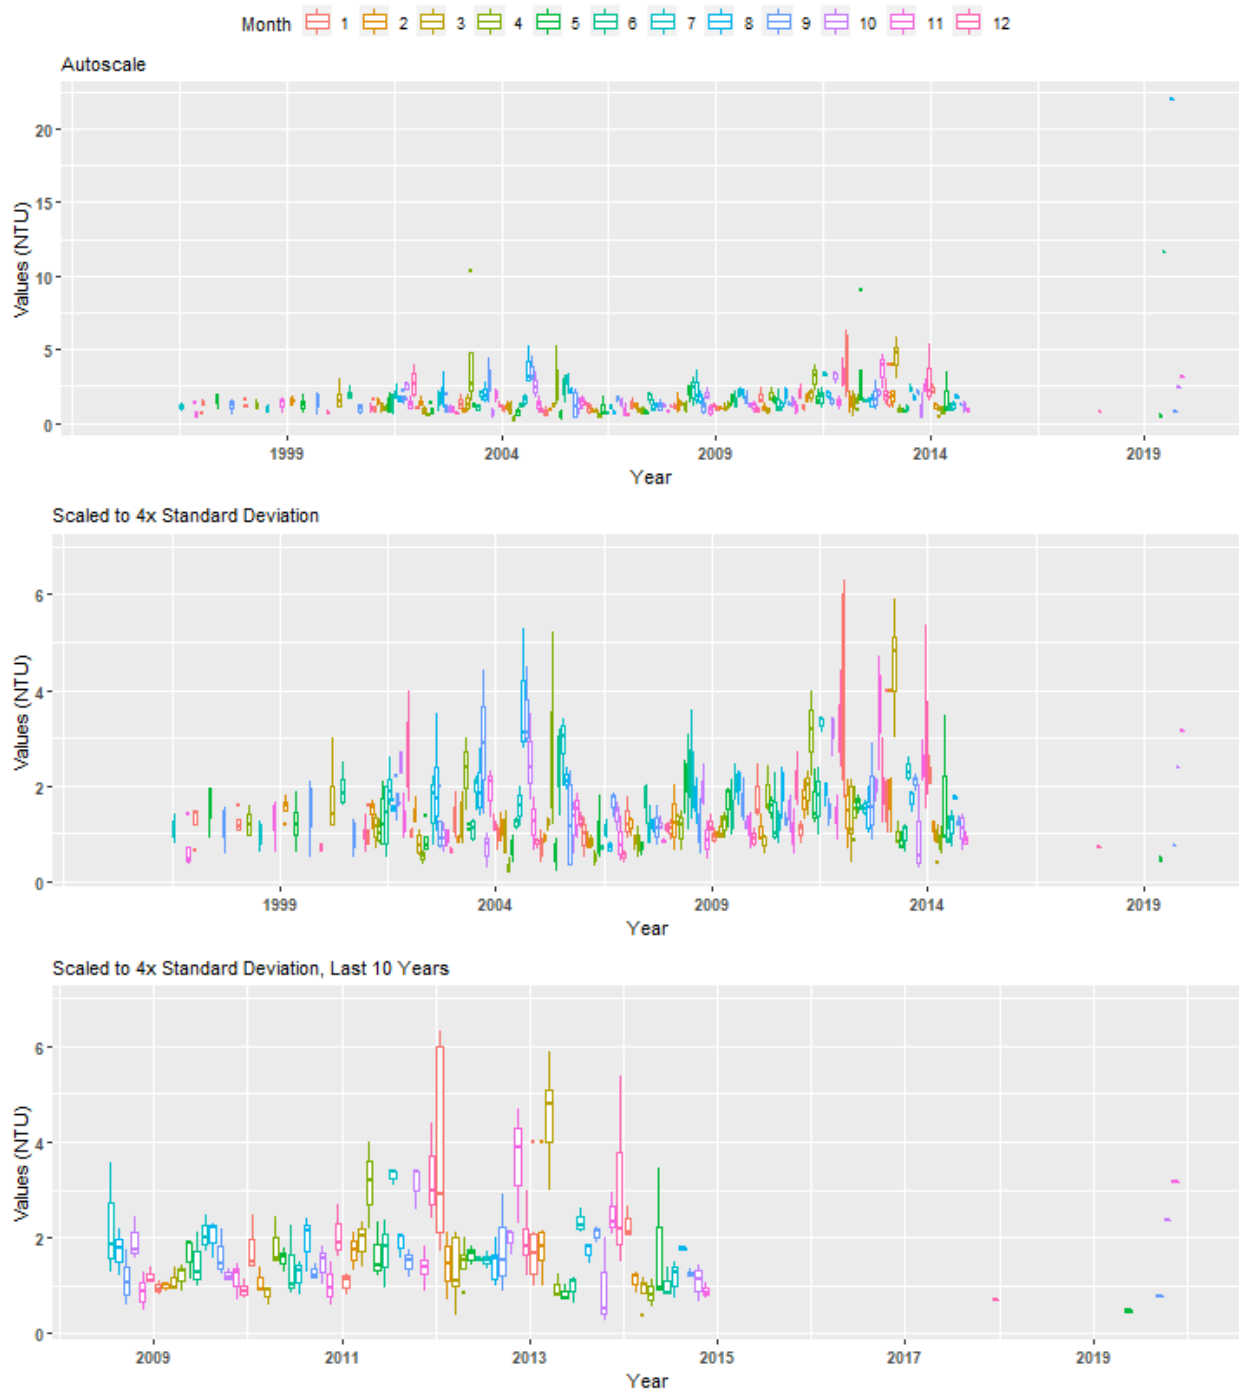 Month 1 2 3 4 5 6 7 8 9 10 11 12
Autoscale
Values (NTU)
20
15
10
5
0
1999 2004 2009 2014 2019
Year
Scaled to 4x Standard Deviation
Values (NTU)
6
4
2
0
1999 2004 2009 2014 2019
Year
Scaled to 4x Standard Deviation, Last 10 Years
Values (NTU)
6
4
2
0
2009 2011 2013 2015 2017 2019
Year